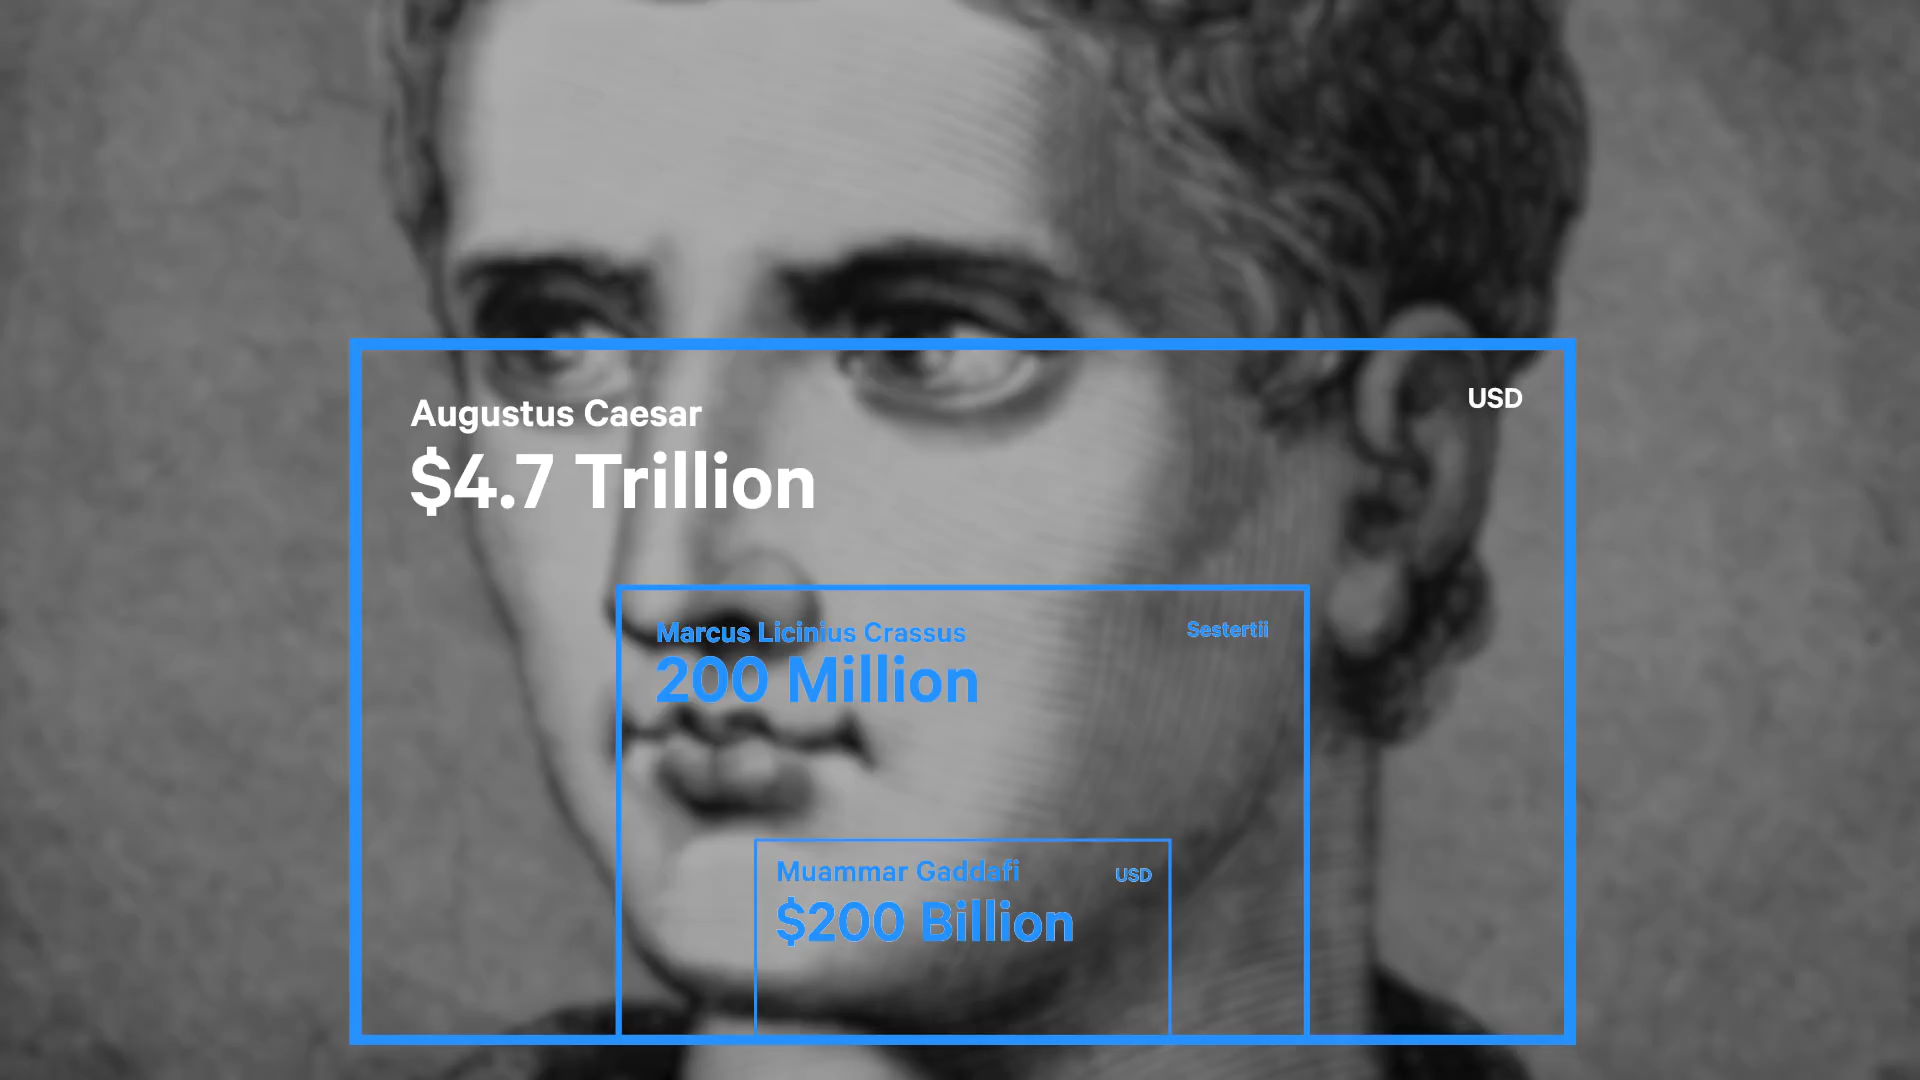 Augustus Caesar
USD
$4.7 Trillion
Marcus Licinius Crassus
Sestertii
200 Million
Muammar Gaddafi
USD
$200 Billion